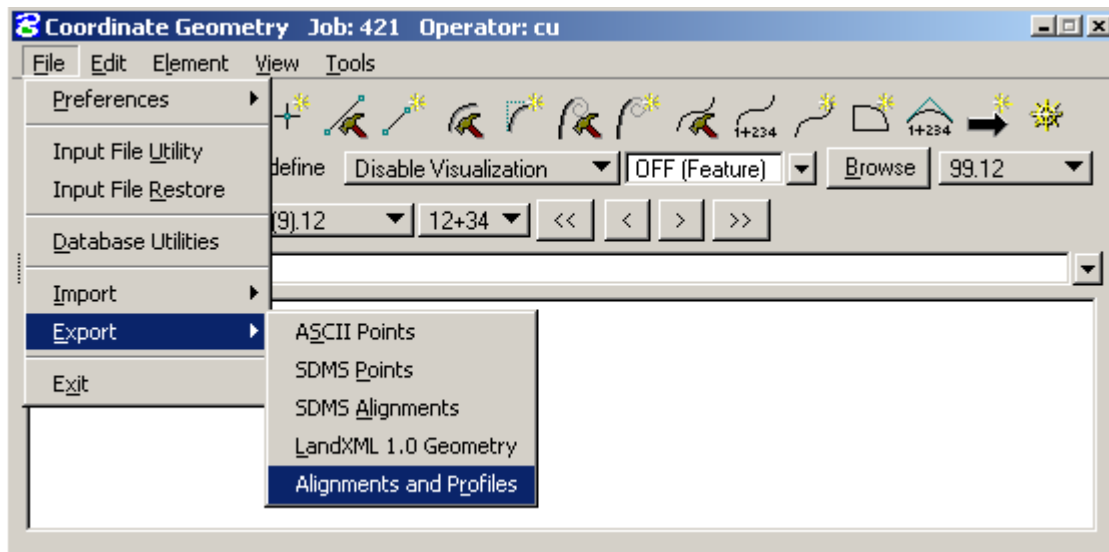 Coordinate Geometry Job: 421 Operator: cu
File Edit Element View Tools
Preferences
1+234 1+234
Input File Utility
define Disable Visualization OFF (Feature) Browse 99.12
Input File Restore
(9).12 12+34 << < > >>
Database Utilities
Import
Export
ASCII Points
SDMS Points
Exit
SDMS Alignments
LandXML 1.0 Geometry
Alignments and Profiles